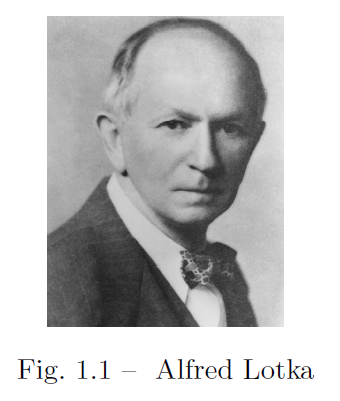 Fig. 1.1 – Alfred Lotka